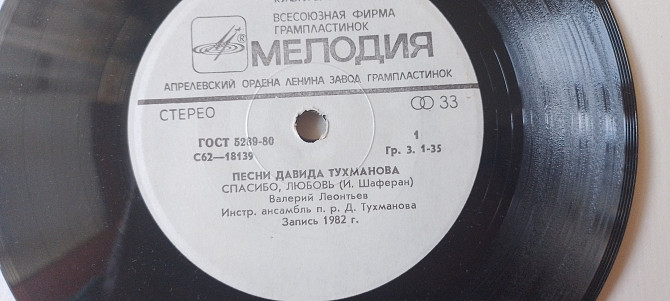 ВСЕСОЮЗНАЯ ФИРМА
ГРАМПЛАСТИНОК
МЕЛОДИЯ
АПРЕЛЕВСКИЙ ОРДЕНА ЛЕНИНА ЗАВОД ГРАМПЛАСТИНОК
СТЕРЕО 33
ГОСТ 5289-80 1
С62—18139 Гр. 3. 1-35
ПЕСНИ ДАВИДА ТУХМАНОВА
СПАСИБО, ЛЮБОВЬ (И. Шаферан)
Валерий Леонтьев
Инстр. ансамбль п. р. Д. Тухманова
Запись 1982 г.